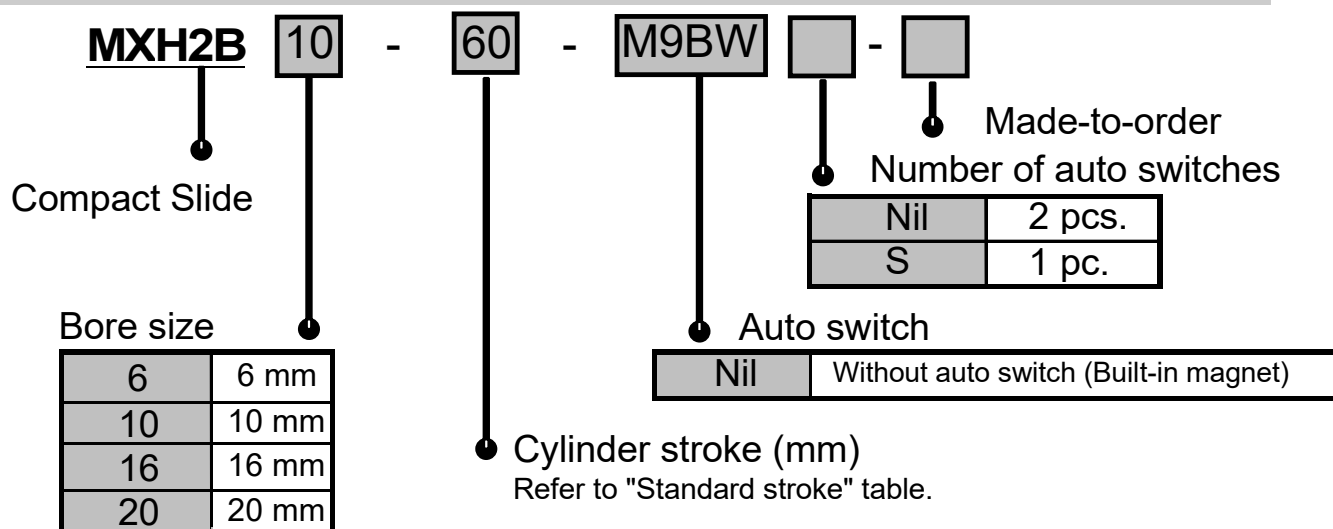 MXH2B 10 - 60 - M9BW -
Made-to-order
Number of auto switches
Compact Slide
Nil 2 pcs.
S 1 pc.
Bore size
Auto switch
6 6 mm
Nil Without auto switch (Built-in magnet)
10 10 mm
16 16 mm
20 20 mm
Cylinder stroke (mm)
Refer to "Standard stroke" table.